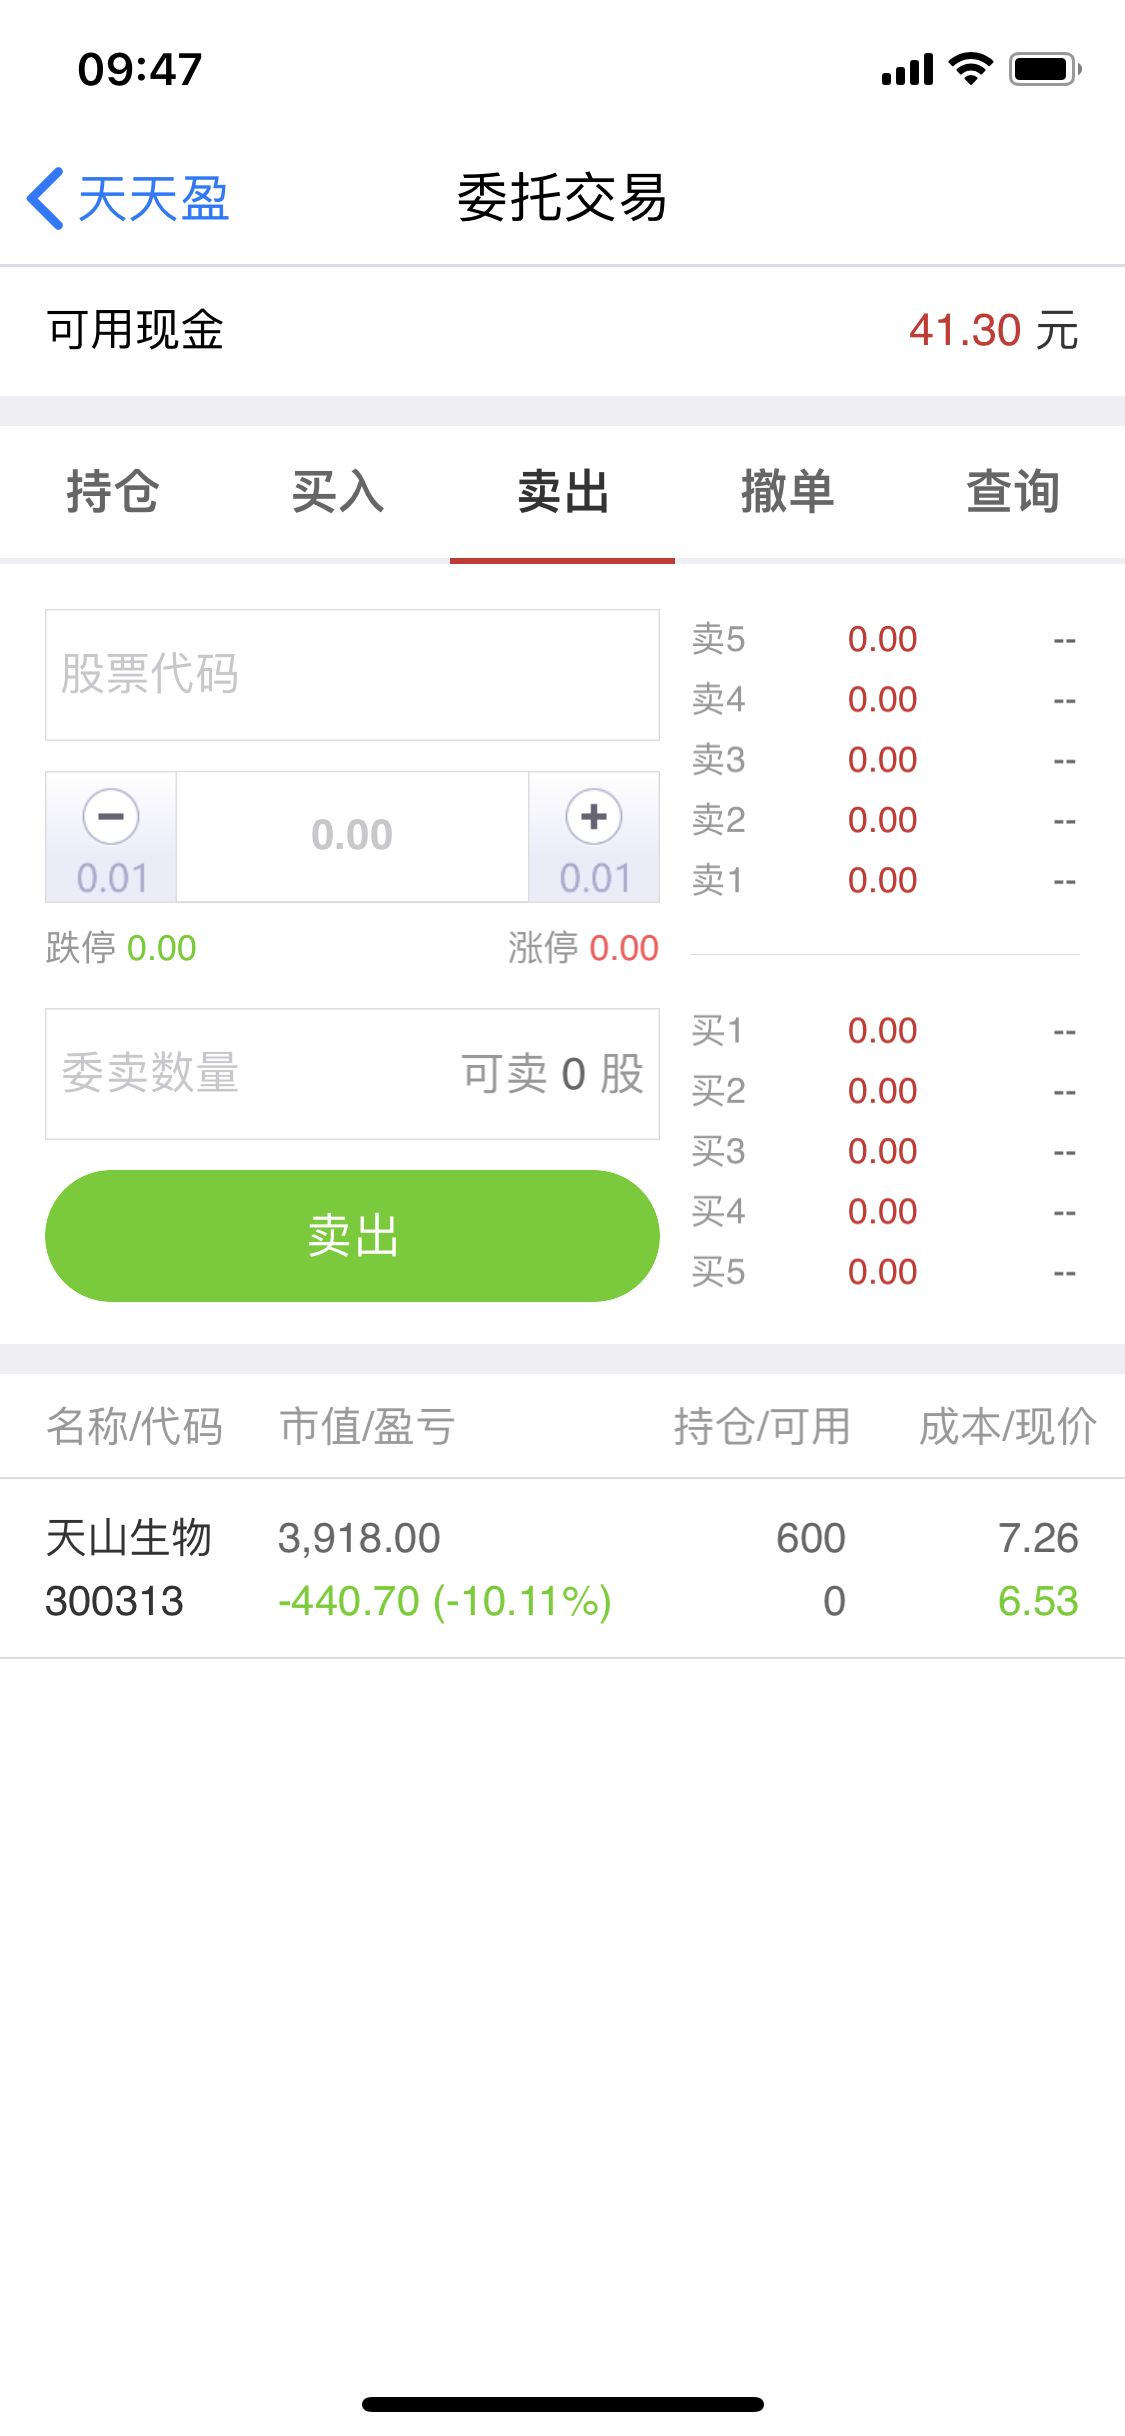 09:47
天天盈
委托交易
可用现金 41.30 元
持仓 买入 卖出 撤单 查询
股票代码
0.01 0.00 0.01
跌停 0.00 涨停 0.00
委卖数量 可卖 0 股
卖出
卖5 0.00 --
卖4 0.00 --
卖3 0.00 --
卖2 0.00 --
卖1 0.00 --
买1 0.00 --
买2 0.00 --
买3 0.00 --
买4 0.00 --
买5 0.00 --
名称/代码 市值/盈亏 持仓/可用 成本/现价
天山生物 3,918.00 600 7.26
300313 -440.70 (-10.11%) 0 6.53